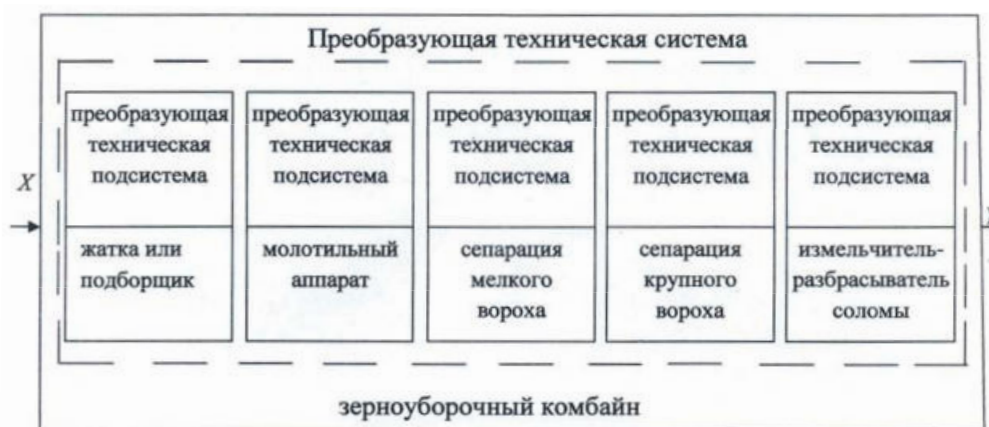 Преобразующая техническая система
преобразующая
техническая
подсистема
жатка или
подборщик
преобразующая
техническая
подсистема
молотильный
аппарат
преобразующая
техническая
подсистема
сепарация
мелкого
вороха
преобразующая
техническая
подсистема
сепарация
крупного
вороха
преобразующая
техническая
подсистема
измельчитель-
разбрасыватель
соломы
X
зерноуборочный комбайн